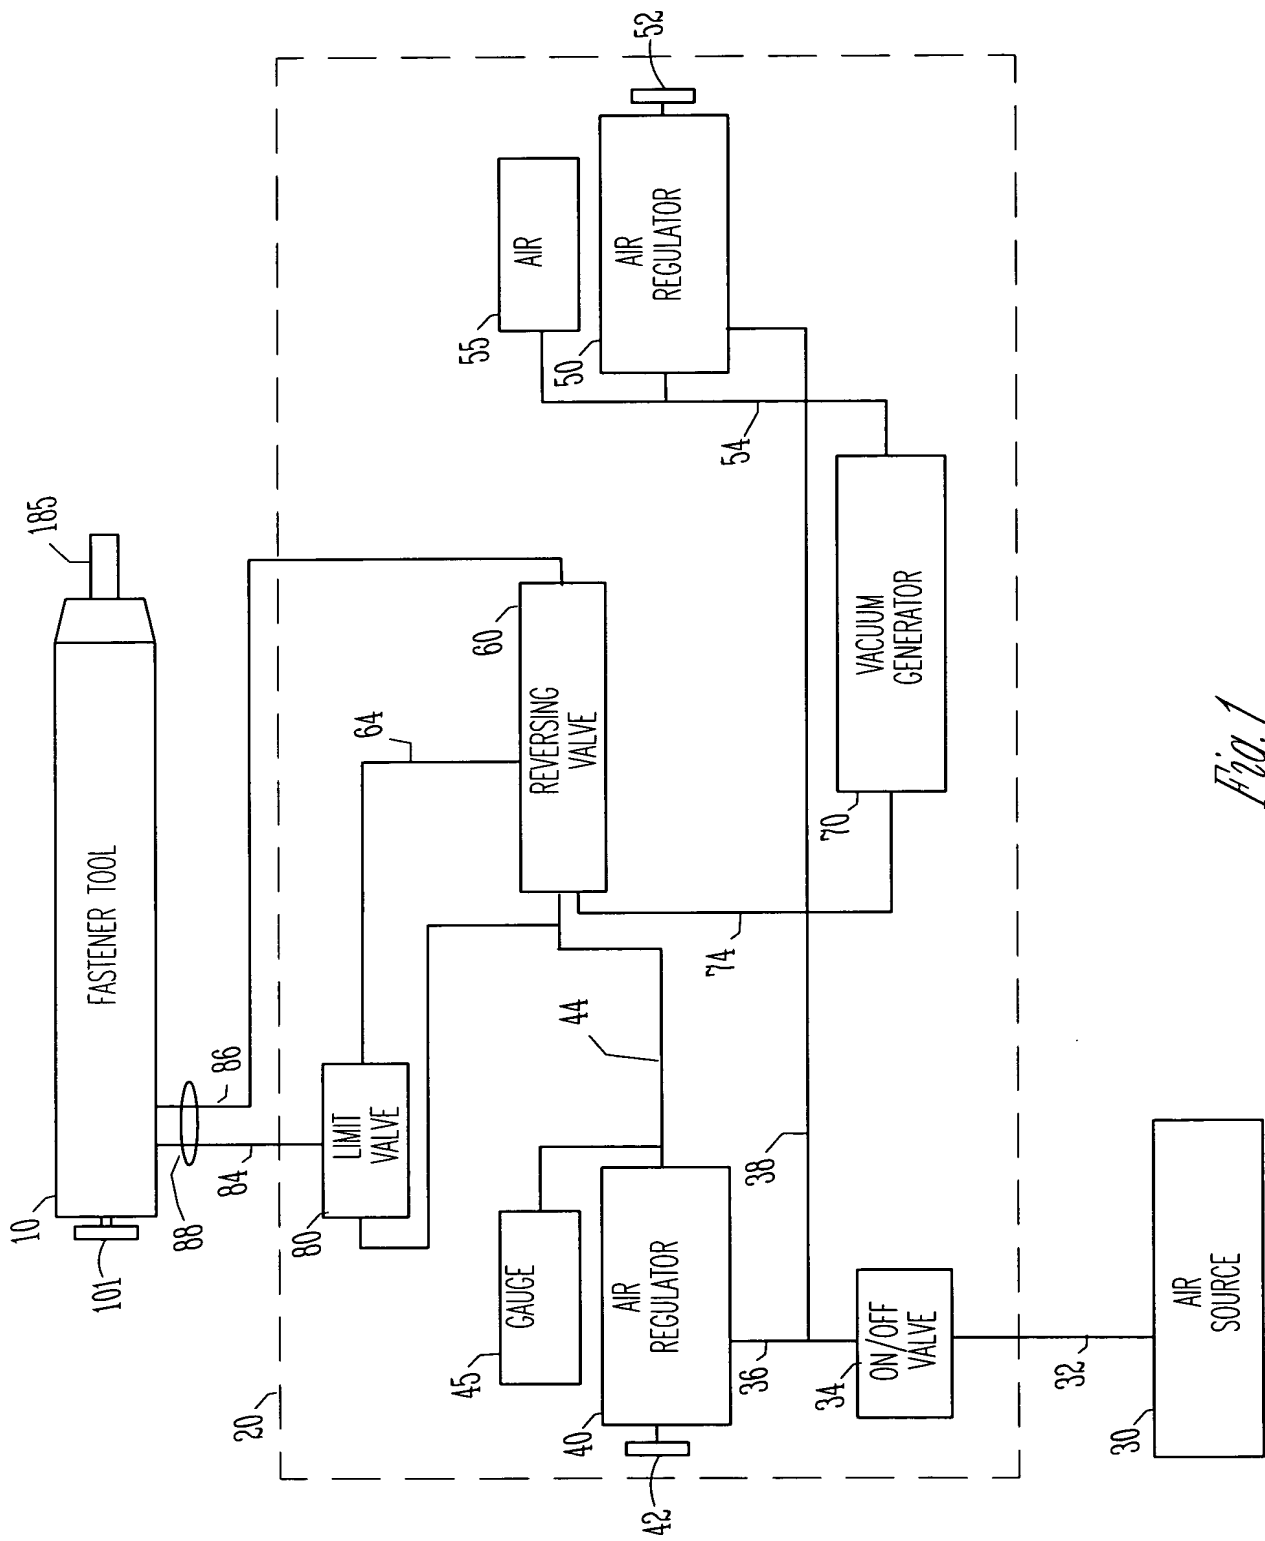 10
FASTENER TOOL
185
101
88
86
84
20
80
LIMIT
VALVE
64
60
REVERSING
VALVE
45
GAUGE
44
74
55
AIR
40
AIR
REGULATOR
42
50
AIR
REGULATOR
52
36
38
54
34
ON/OFF
VALVE
70
VACUUM
GENERATOR
32
30
AIR
SOURCE
Fig. 1